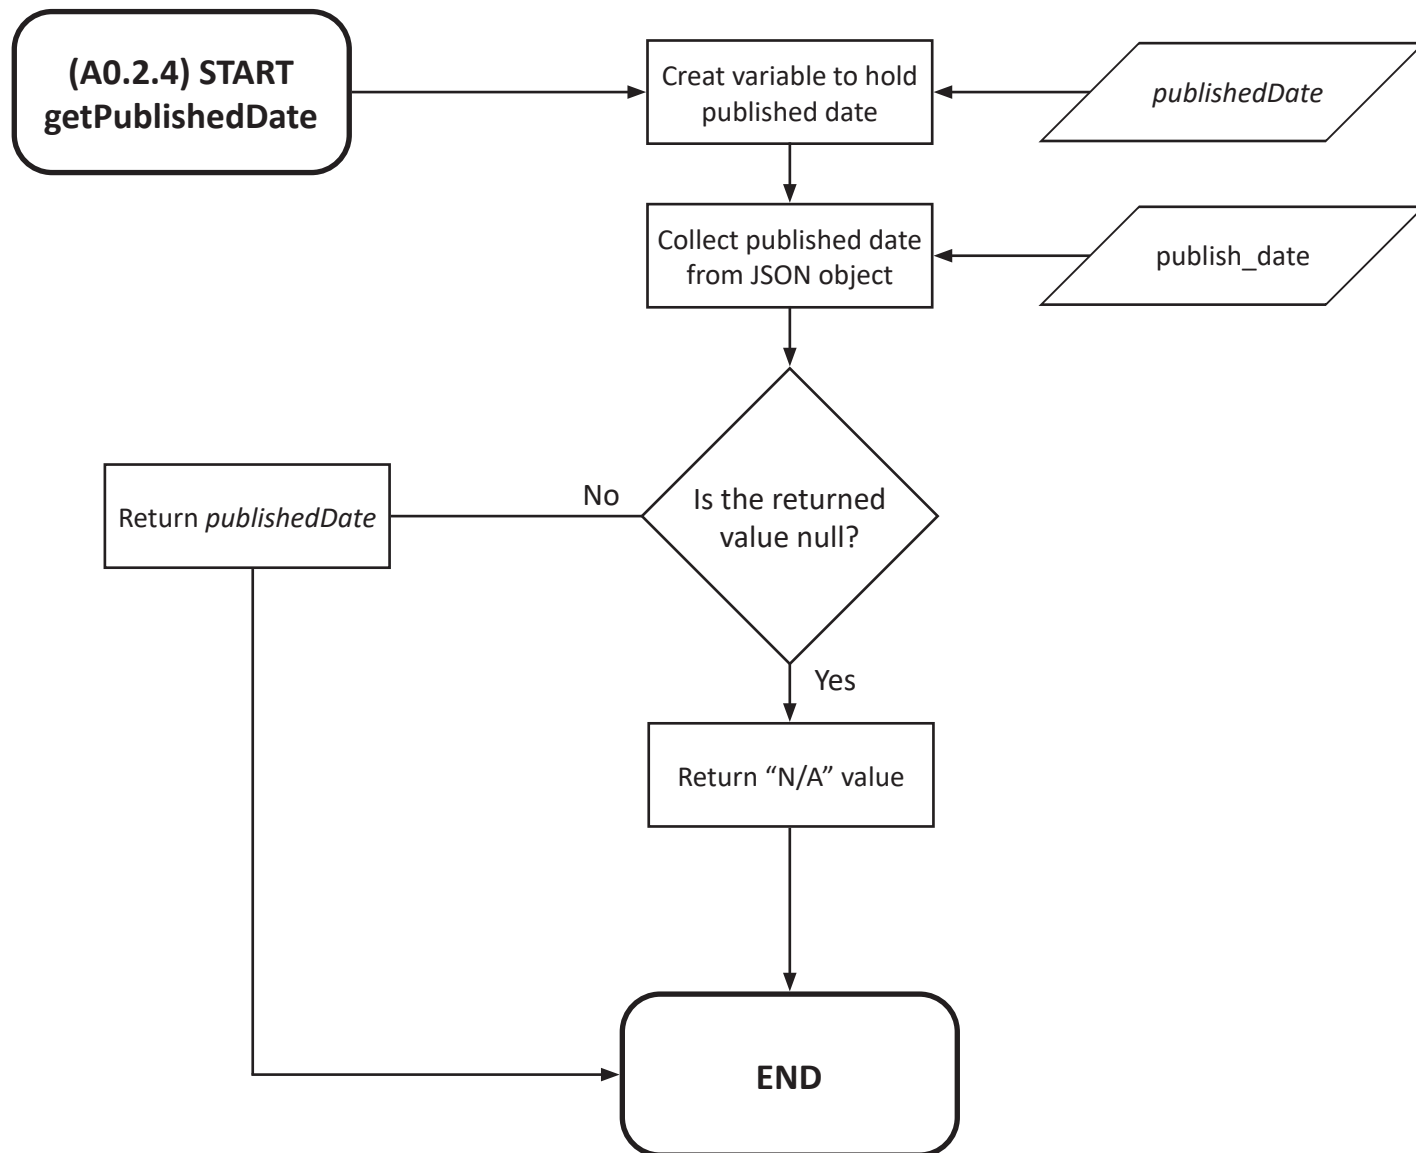 (A0.2.4) START
getPublishedDate
Creat variable to hold
published date
publishedDate
Collect published date
from JSON object
publish_date
No
Is the returned
value null?
Return publishedDate
Yes
Return “N/A” value
END